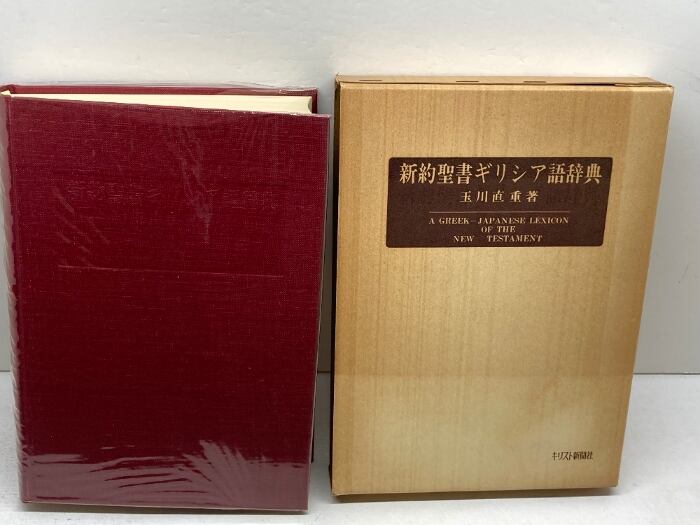 新約聖書ギリシア語辞典
玉川直重著
A GREEK-JAPANESE LEXICON
OF THE
NEW TESTAMENT
キリスト新聞社